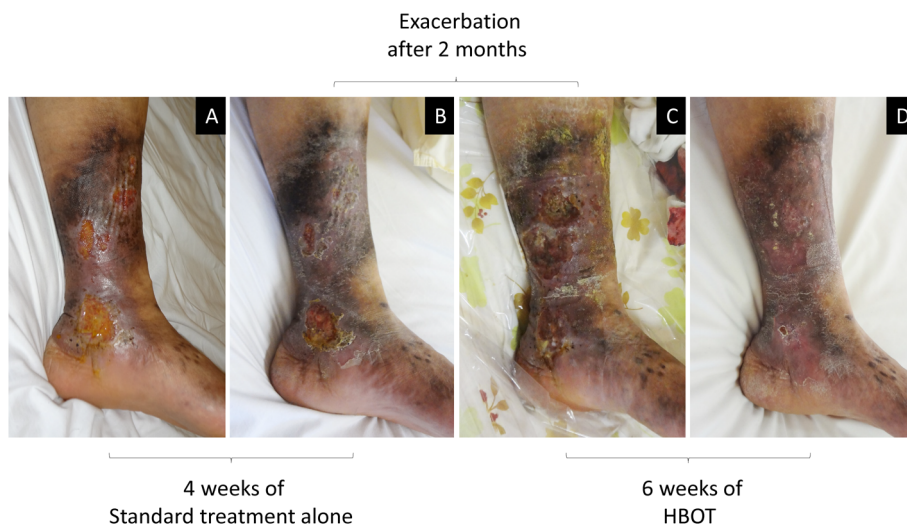 Exacerbation
after 2 months
A
B
C
D
4 weeks of
Standard treatment alone
6 weeks of
HBOT